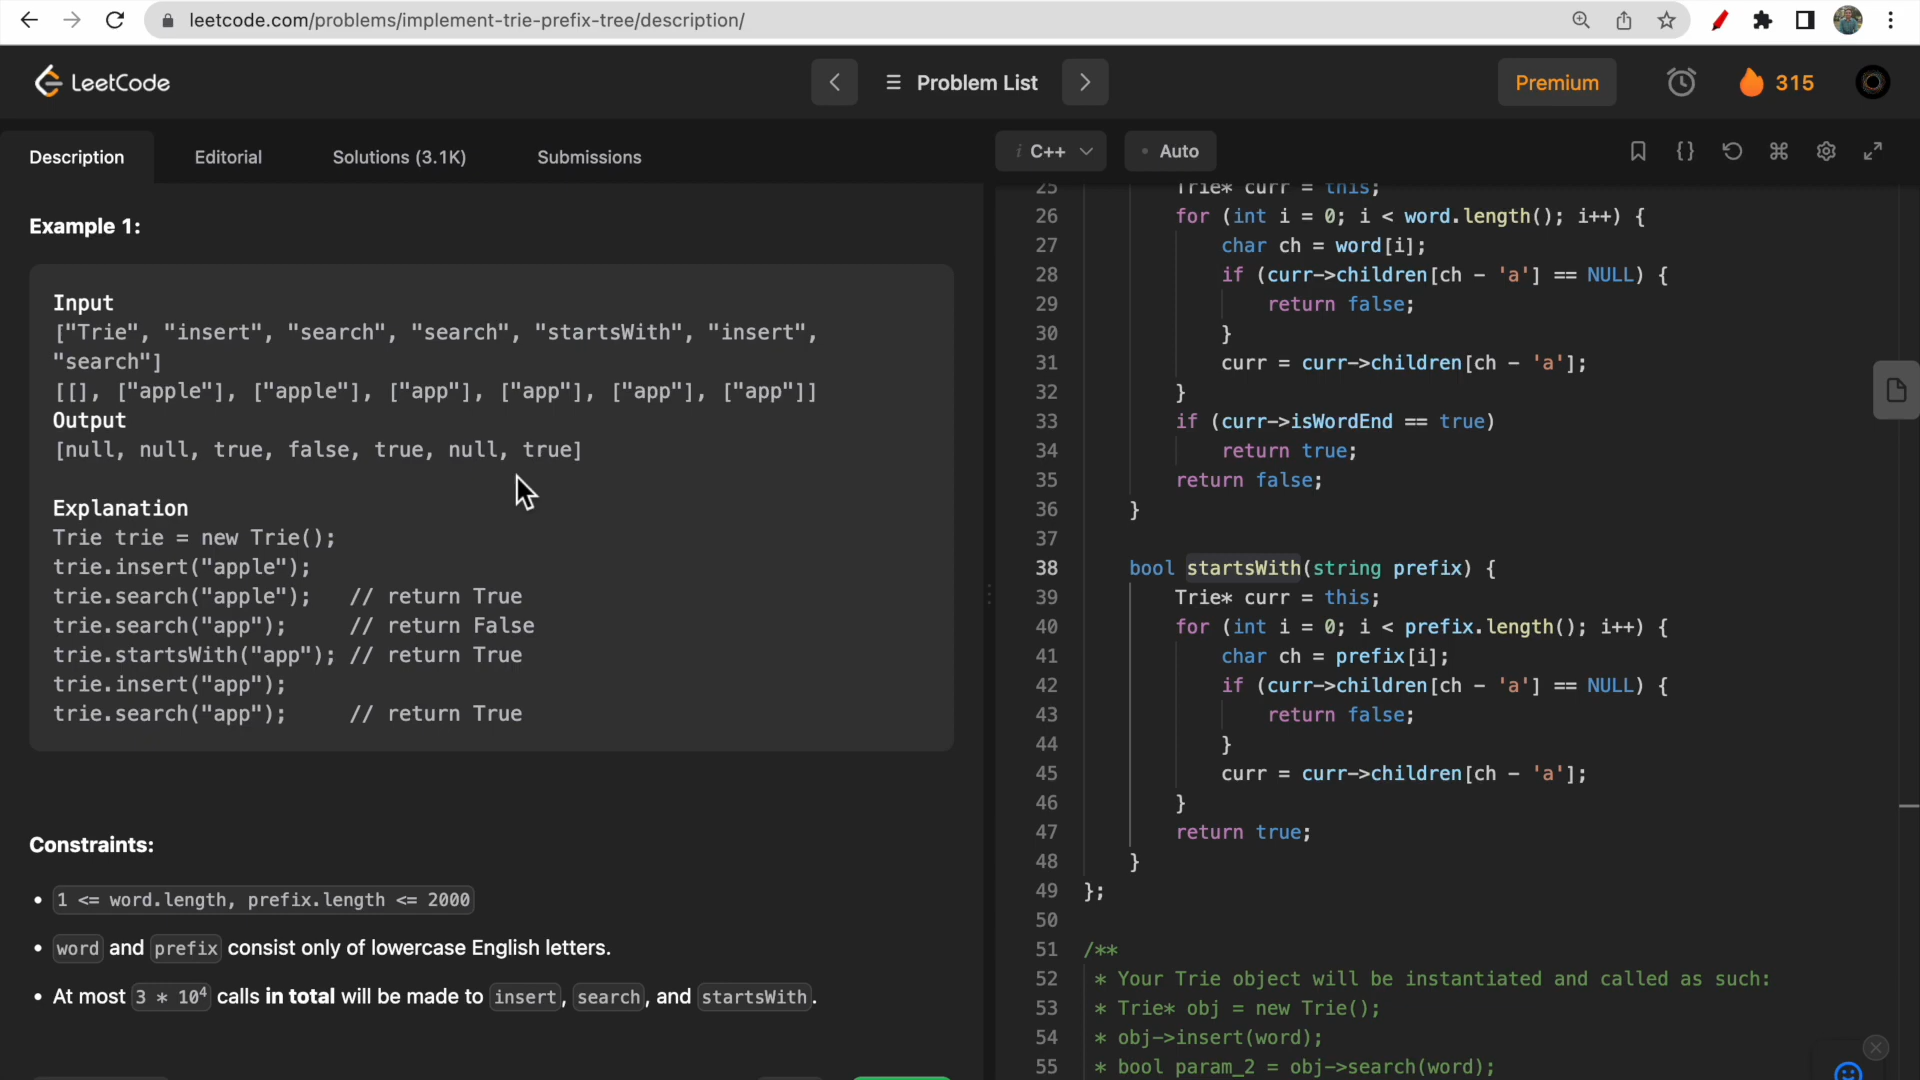 leetcode.com/problems/implement-trie-prefix-tree/description/
LeetCode
Problem List
Premium
315
Description
Editorial
Solutions (3.1K)
Submissions
Example 1:
Input
["Trie", "insert", "search", "search", "startsWith", "insert",
"search"]
[[], ["apple"], ["apple"], ["app"], ["app"], ["app"], ["app"]]
Output
[null, null, true, false, true, null, true]
Explanation
Trie trie = new Trie();
trie.insert("apple");
trie.search("apple");   // return True
trie.search("app");     // return False
trie.startsWith("app"); // return True
trie.insert("app");
trie.search("app");     // return True
Constraints:
• 1 <= word.length, prefix.length <= 2000
• word and prefix consist only of lowercase English letters.
• At most 3 * 10⁴ calls in total will be made to insert, search, and startsWith.
i C++
• Auto
25 Trie* curr = this;
26 for (int i = 0; i < word.length(); i++) {
27 char ch = word[i];
28 if (curr->children[ch - 'a'] == NULL) {
29 return false;
30 }
31 curr = curr->children[ch - 'a'];
32 }
33 if (curr->isWordEnd == true)
34 return true;
35 return false;
36 }
37
38 bool startsWith(string prefix) {
39 Trie* curr = this;
40 for (int i = 0; i < prefix.length(); i++) {
41 char ch = prefix[i];
42 if (curr->children[ch - 'a'] == NULL) {
43 return false;
44 }
45 curr = curr->children[ch - 'a'];
46 }
47 return true;
48 }
49 };
50
51 /**
52 * Your Trie object will be instantiated and called as such:
53 * Trie* obj = new Trie();
54 * obj->insert(word);
55 * bool param_2 = obj->search(word);